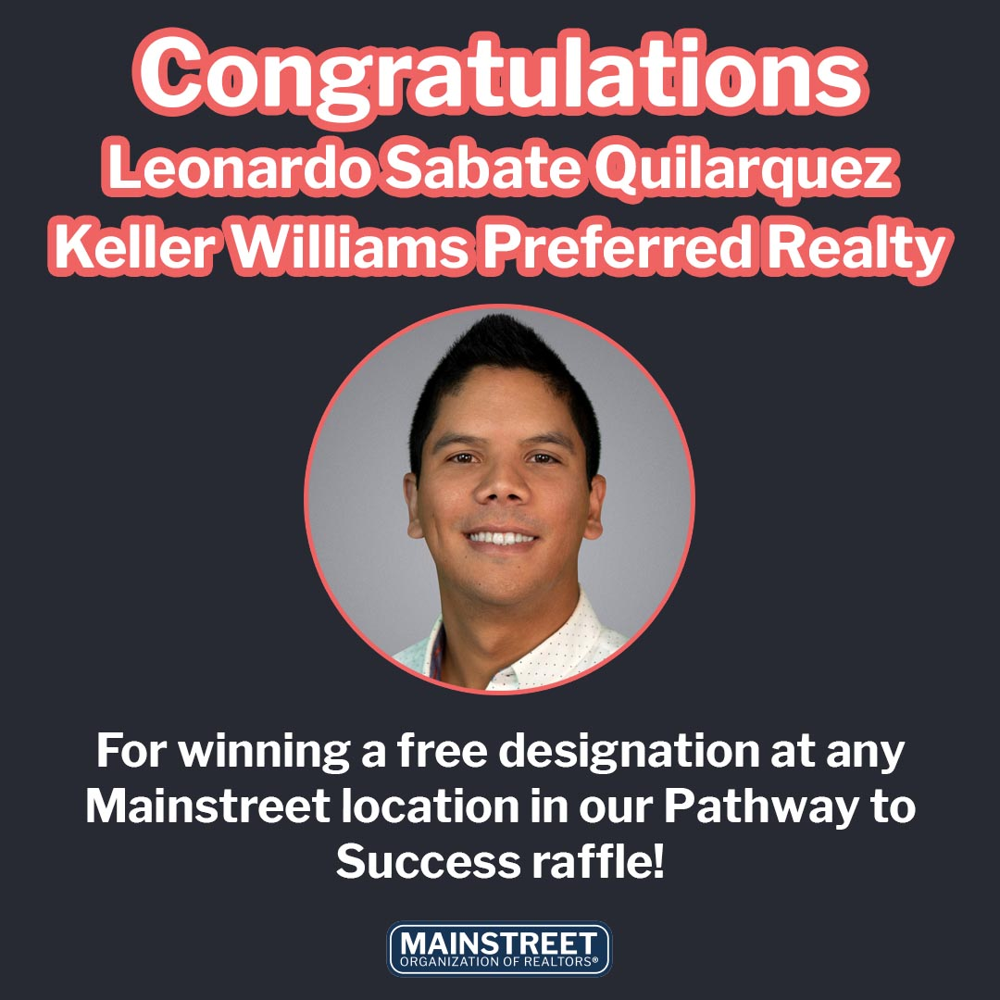 Congratulations
Leonardo Sabate Quilarquez
Keller Williams Preferred Realty
For winning a free designation at any
Mainstreet location in our Pathway to
Success raffle!
MAINSTREET
ORGANIZATION OF REALTORS®